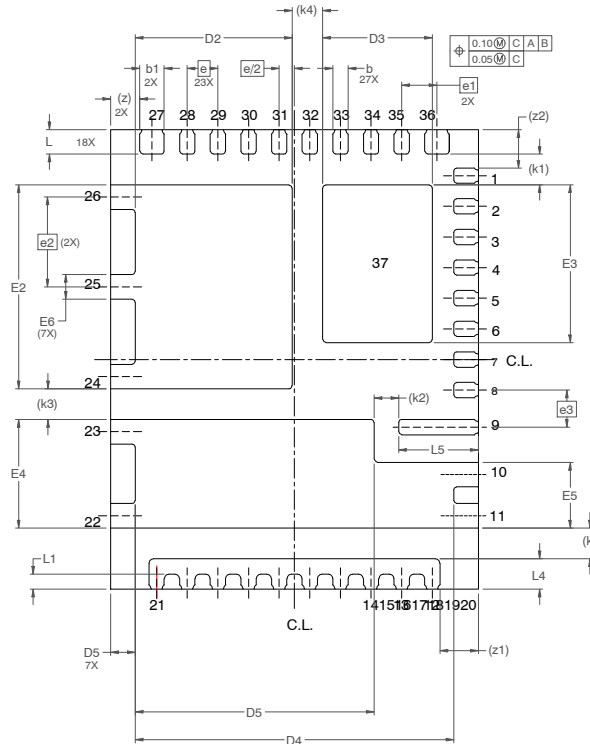 (k4)
D2
D3
0.10 Ⓜ C A B
0.05 Ⓜ C
b1
2X
e
23X
e/2
b
27X
e1
2X
(z)
2X
27 28 29 30 31 32 33 34 35 36
(z2)
L 18X
(k1)
1
26
2
e2 (2X)
3
37
E3
4
E2
25
5
E6
(7X)
6
7
C.L.
24
8
(k3)
(k2)
e3
9
23
L5
E4
10
E5
22
11
(k
L1
L4
21
14
20
C.L.
(z1)
D5
7X
D5
D4